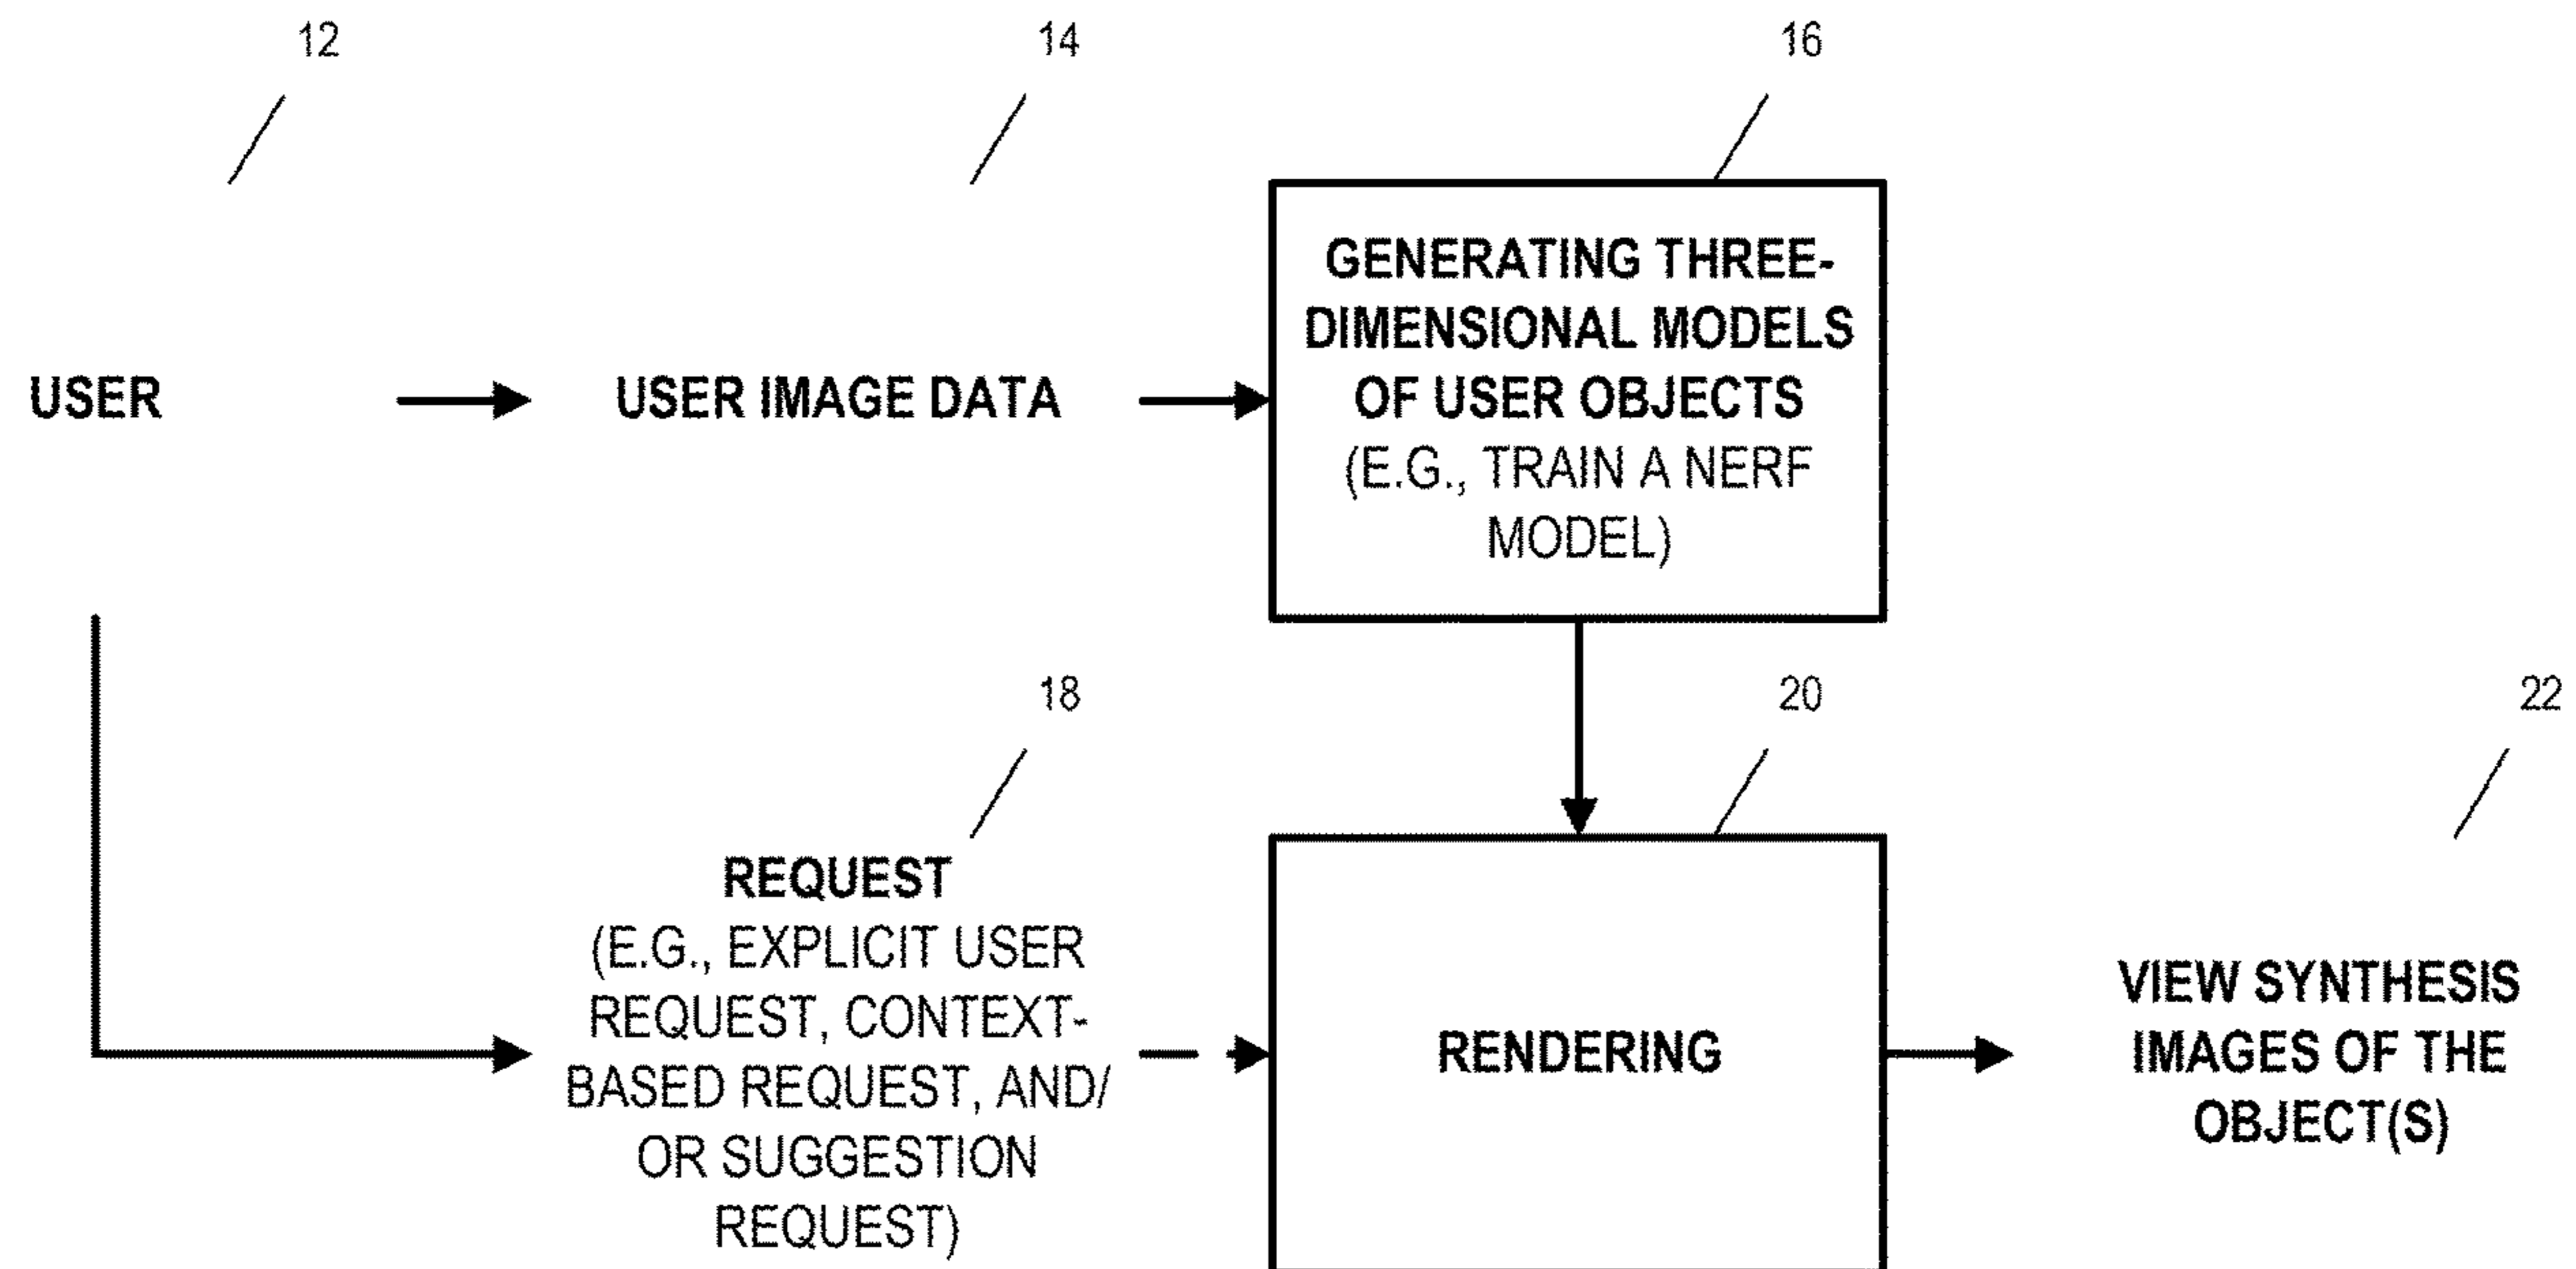 12
14
16
USER
USER IMAGE DATA
GENERATING THREE-
DIMENSIONAL MODELS
OF USER OBJECTS
(E.G., TRAIN A NERF
MODEL)
18
20
22
REQUEST
(E.G., EXPLICIT USER
REQUEST, CONTEXT-
BASED REQUEST, AND/
OR SUGGESTION
REQUEST)
RENDERING
VIEW SYNTHESIS
IMAGES OF THE
OBJECT(S)